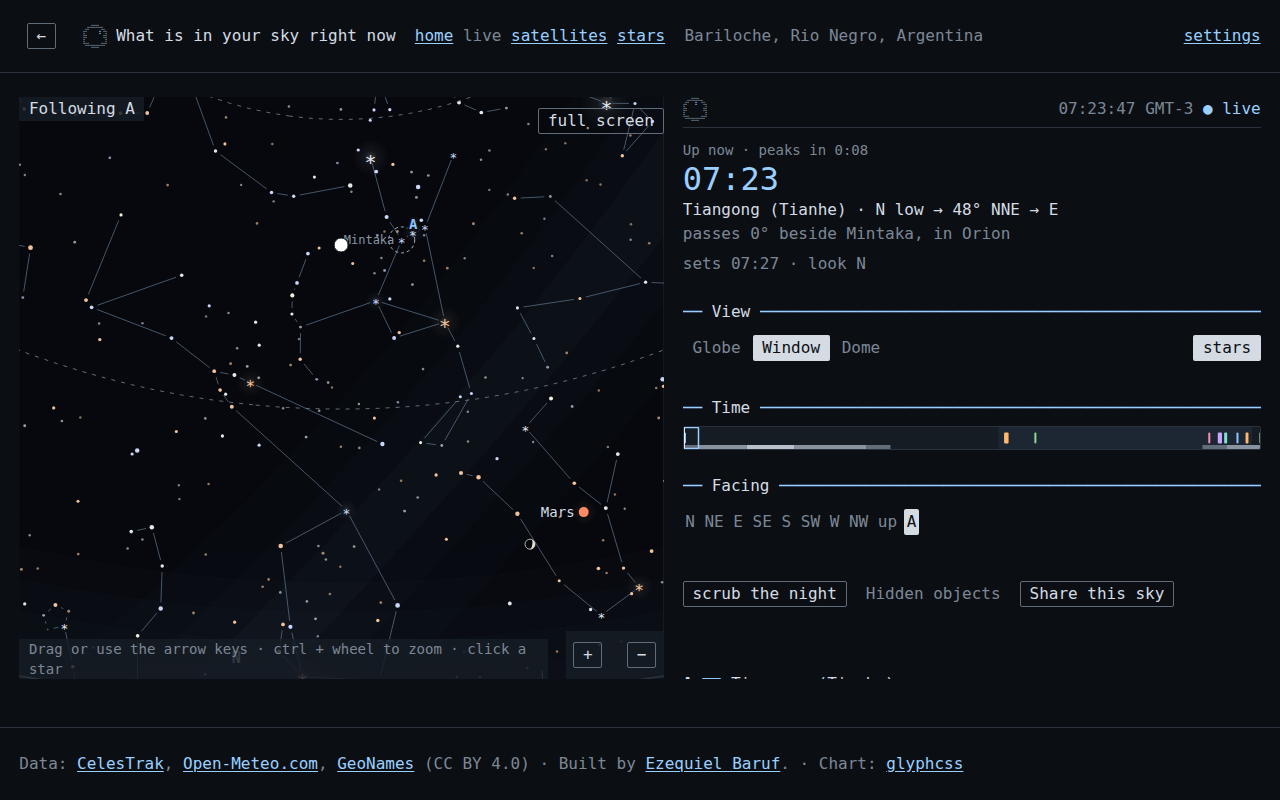 ← What is in your sky right now home live satellites stars Bariloche, Rio Negro, Argentina settings
Following A
full screen
A
Mintaka
Mars
N
Drag or use the arrow keys · ctrl + wheel to zoom · click a
star
+ −
07:23:47 GMT-3 ● live
Up now · peaks in 0:08
07:23
Tiangong (Tianhe) · N low → 48° NNE → E
passes 0° beside Mintaka, in Orion
sets 07:27 · look N
View
Globe Window Dome stars
Time
Facing
N NE E SE S SW W NW up A
scrub the night Hidden objects Share this sky
Data: CelesTrak, Open-Meteo.com, GeoNames (CC BY 4.0) · Built by Ezequiel Baruf. · Chart: glyphcss